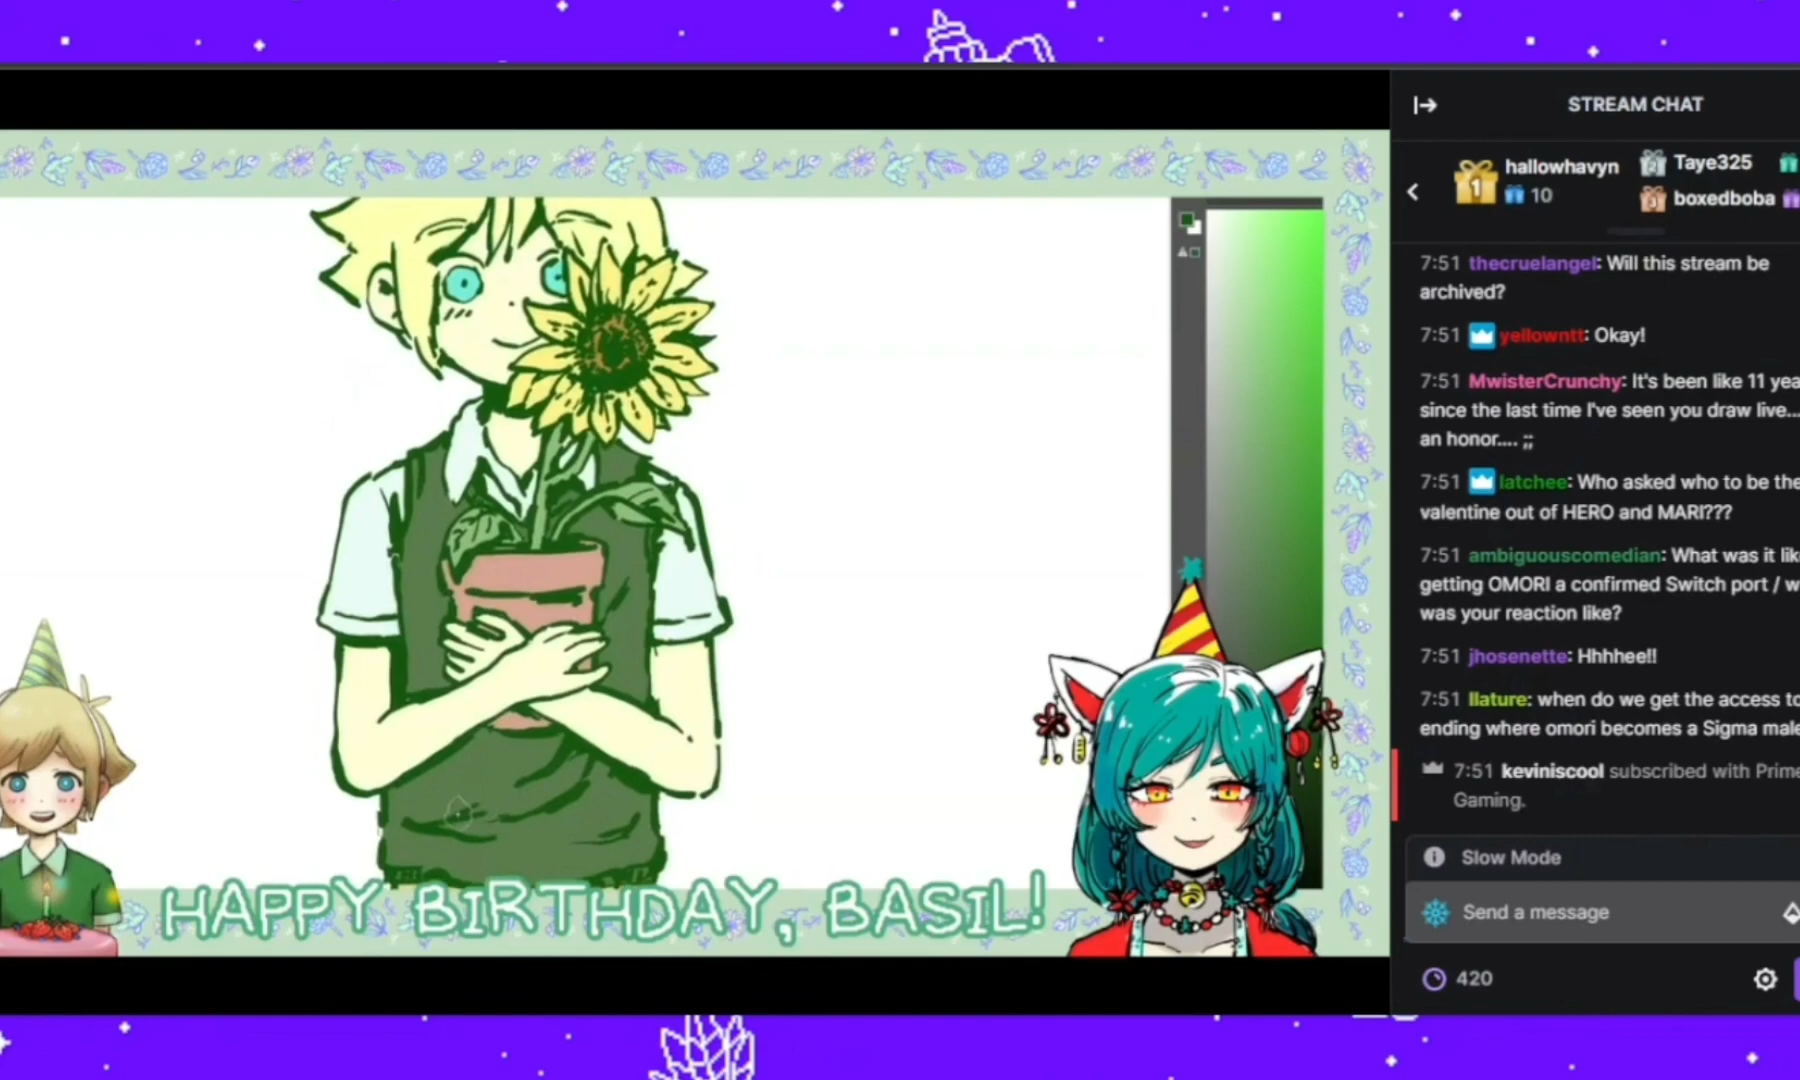 STREAM CHAT
1
hallowhavyn
10
2
Taye325
3
boxedboba
7:51 thecruelangel: Will this stream be
archived?
7:51 yellowntt: Okay!
7:51 MwisterCrunchy: It's been like 11 yea
since the last time I've seen you draw live...
an honor.... ;;
7:51 latchee: Who asked who to be the
valentine out of HERO and MARI???
7:51 ambiguouscomedian: What was it lik
getting OMORI a confirmed Switch port / w
was your reaction like?
7:51 jhosenette: Hhhhee!!
7:51 llature: when do we get the access to
ending where omori becomes a Sigma male
7:51 keviniscool subscribed with Prime
Gaming.
Slow Mode
Send a message
420
HAPPY BIRTHDAY, BASIL!